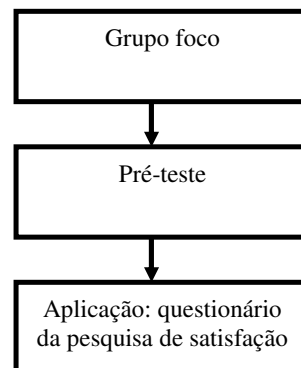 Grupo foco
Pré-teste
Aplicação: questionário
da pesquisa de satisfação